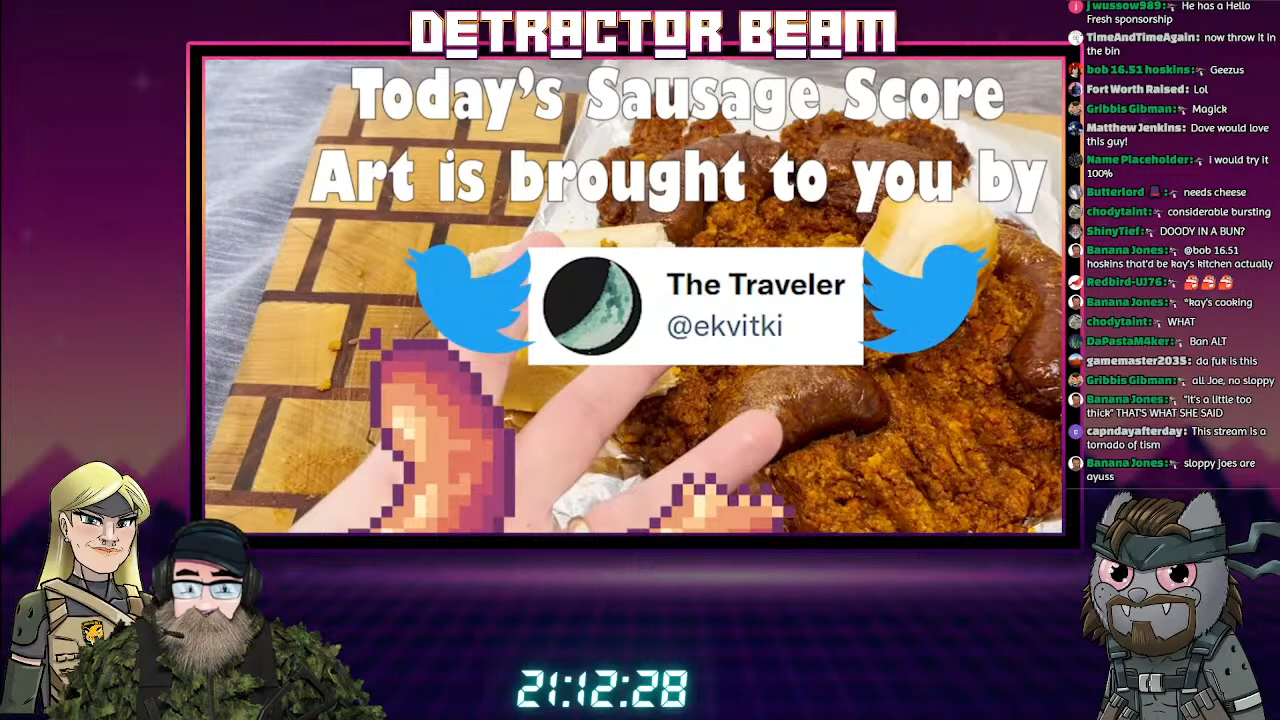 DETRACTOR BEAM
Today's Sausage Score
Art is brought to you by
The Traveler
@ekvitki
21:12:28
jwussow989: He has a Hello
Fresh sponsorship
TimeAndTimeAgain: now throw it in
the bin
bob 16.51 hoskins: Geezus
Fort Worth Raised: Lol
Gribbis Gibman: Magick
Matthew Jenkins: Dave would love
this guy!
Name Placeholder: i would try it
100%
Butterlord: needs cheese
chodytaint: considerable bursting
ShinyTief: DOODY IN A BUN?
Banana Jones: @bob 16.51
hoskins that'd be kay's kitchen actually
Redbird-UJ76:
Banana Jones: *kay's cooking
chodytaint: WHAT
DaPastaM4ker: Ban ALT
gamemaster2035: da fuk is this
Gribbis Gibman: all Joe, no sloppy
Banana Jones: "it's a little too
thick" THAT'S WHAT SHE SAID
capndayafterday: This stream is a
tornado of tism
Banana Jones: sloppy joes are
ayuss